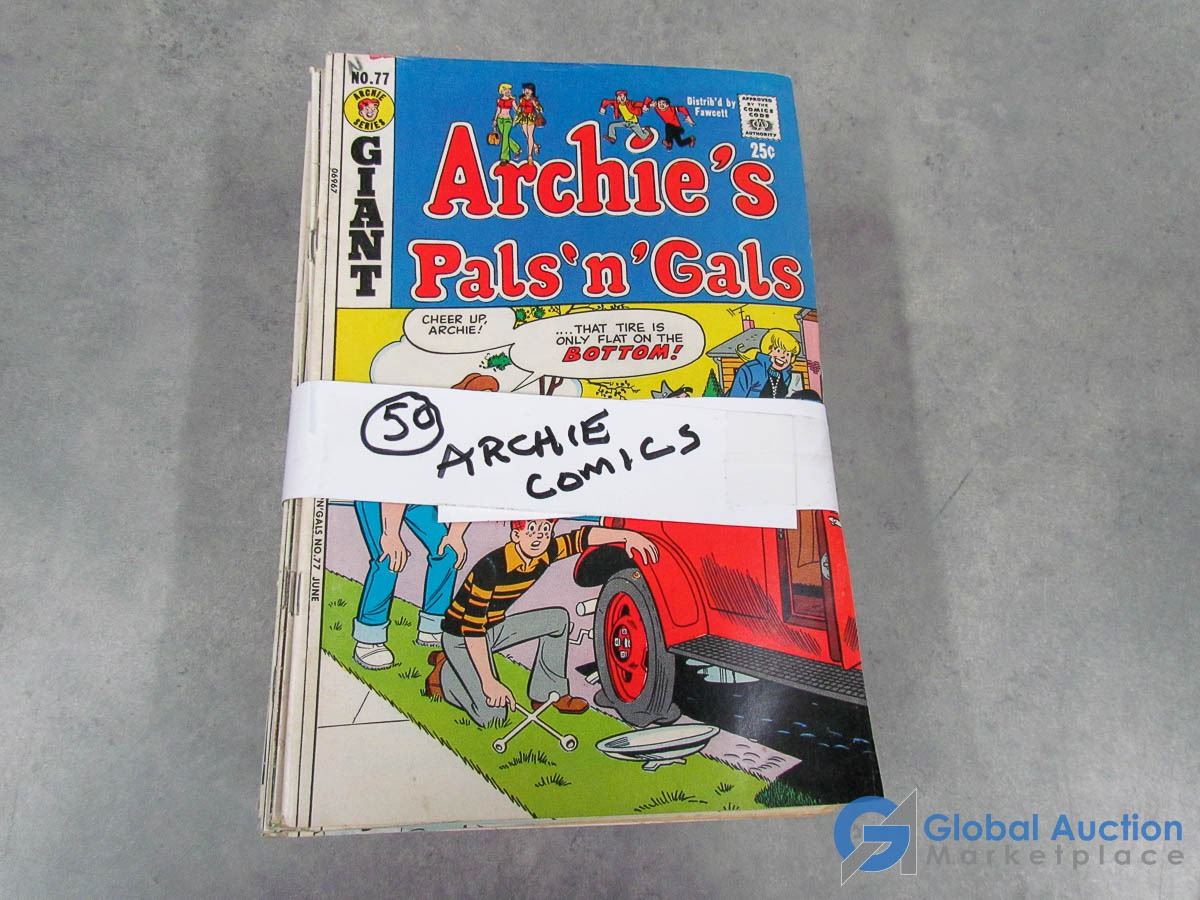 NO.77
ARCHIE
SERIES
GIANT
06967
Distrib'd by
Fawcett
APPROVED
BY THE
COMICS
CODE
AUTHORITY
25¢
Archie's
Pals 'n' Gals
CHEER UP,
ARCHIE!
....THAT TIRE IS
ONLY FLAT ON THE
BOTTOM!
50
ARCHIE
COMICS
'N' GALS NO.77 JUNE
Global Auction
Marketplace